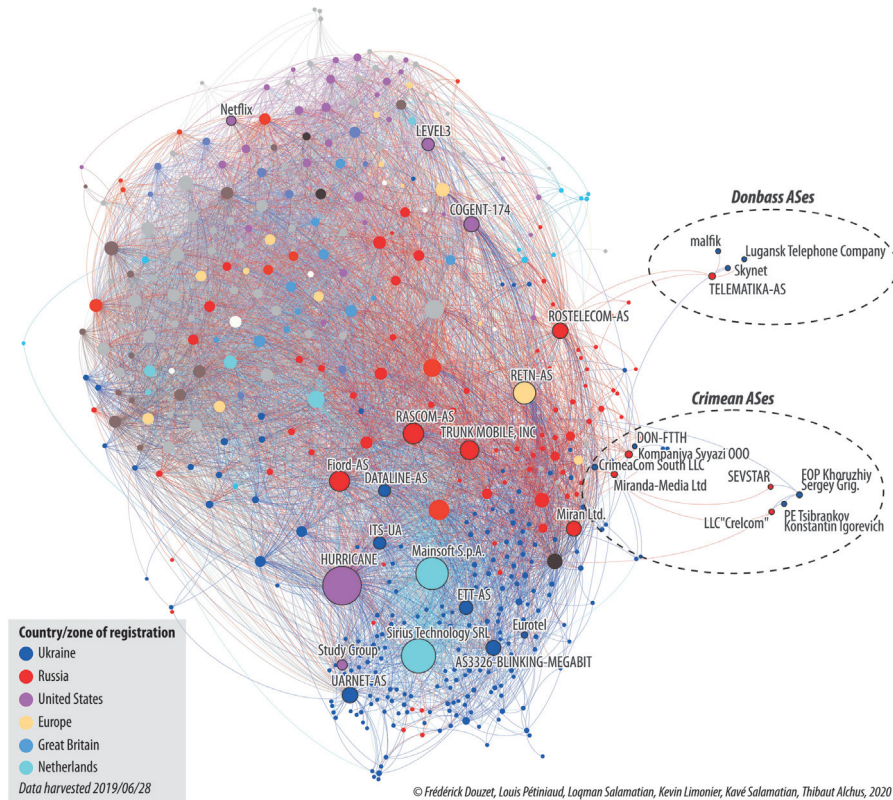 Netflix
LEVEL3
COGENT-174
Donbass ASes
malfik
Lugansk Telephone Company
Skynet
TELEMATIKA-AS
ROSTELECOM-AS
RETN-AS
Crimean ASes
RASCOM-AS
TRUNK MOBILE, INC
DON-FTTH
Kompaniya Syyazi OOO
CrimeaCom South LLC
Miranda-Media Ltd
SEVSTAR
EOP Khoruzhiy
Sergey Grig.
Fiord-AS
DATALINE-AS
LLC"Crelcom"
PE Tsibrankov
Konstantin Igorevich
Miran Ltd.
ITS-UA
Mainsoft S.p.A.
HURRICANE
ETT-AS
Eurotel
Sirius Technology SRL
Study Group
AS3326-BLINKING-MEGABIT
UARNET-AS
Country/zone of registration
Ukraine
Russia
United States
Europe
Great Britain
Netherlands
Data harvested 2019/06/28
© Frédérick Douzet, Louis Pétiniaud, Loqman Salamatian, Kevin Limonier, Kavé Salamatian, Thibaut Alchus, 2020